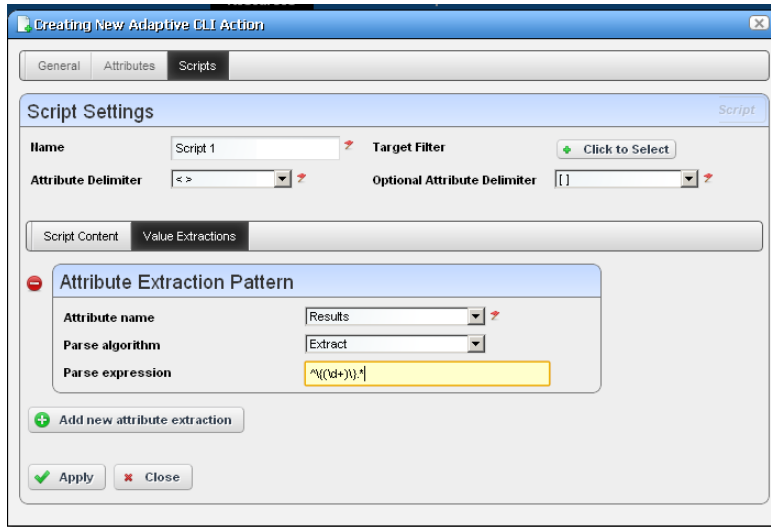 Creating New Adaptive CLI Action
General Attributes Scripts
Script Settings Script
Name Script 1 Target Filter Click to Select
Attribute Delimiter < > Optional Attribute Delimiter [ ]
Script Content Value Extractions
Attribute Extraction Pattern
Attribute name Results
Parse algorithm Extract
Parse expression ^\{(\d+)\}.*
Add new attribute extraction
Apply Close